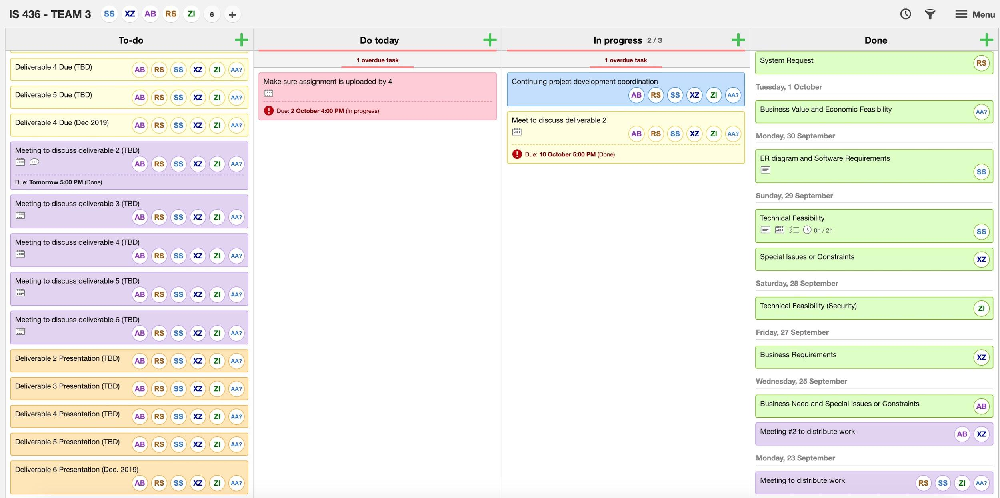 IS 436 - TEAM 3 SS XZ AB RS ZI 6 + Menu
To-do
Deliverable 4 Due (TBD) AB RS SS XZ ZI AA?
Deliverable 5 Due (TBD) AB RS SS XZ ZI AA?
Deliverable 4 Due (Dec 2019) AB RS SS XZ ZI AA?
Meeting to discuss deliverable 2 (TBD)
AB RS SS XZ ZI AA?
Due: Tomorrow 5:00 PM (Done)
Meeting to discuss deliverable 3 (TBD)
AB RS SS XZ ZI AA?
Meeting to discuss deliverable 4 (TBD)
AB RS SS XZ ZI AA?
Meeting to discuss deliverable 5 (TBD)
AB RS SS XZ ZI AA?
Meeting to discuss deliverable 6 (TBD)
AB RS SS XZ ZI AA?
Deliverable 2 Presentation (TBD) AB RS SS XZ ZI AA?
Deliverable 3 Presentation (TBD) AB RS SS XZ ZI AA?
Deliverable 4 Presentation (TBD) AB RS SS XZ ZI AA?
Deliverable 5 Presentation (TBD) AB RS SS XZ ZI AA?
Deliverable 6 Presentation (Dec. 2019)
AB RS SS XZ ZI AA?
Do today
1 overdue task
Make sure assignment is uploaded by 4
Due: 2 October 4:00 PM (In progress)
In progress 2 / 3
1 overdue task
Continuing project development coordination
AB RS SS XZ ZI AA?
Meet to discuss deliverable 2
AB RS SS XZ ZI AA?
Due: 10 October 5:00 PM (Done)
Done
System Request RS
Tuesday, 1 October
Business Value and Economic Feasibility AA?
Monday, 30 September
ER diagram and Software Requirements
SS
Sunday, 29 September
Technical Feasibility
0h / 2h SS
Special Issues or Constraints XZ
Saturday, 28 September
Technical Feasibility (Security) ZI
Friday, 27 September
Business Requirements XZ
Wednesday, 25 September
Business Need and Special Issues or Constraints AB
Meeting #2 to distribute work AB XZ
Monday, 23 September
Meeting to distribute work RS SS ZI AA?